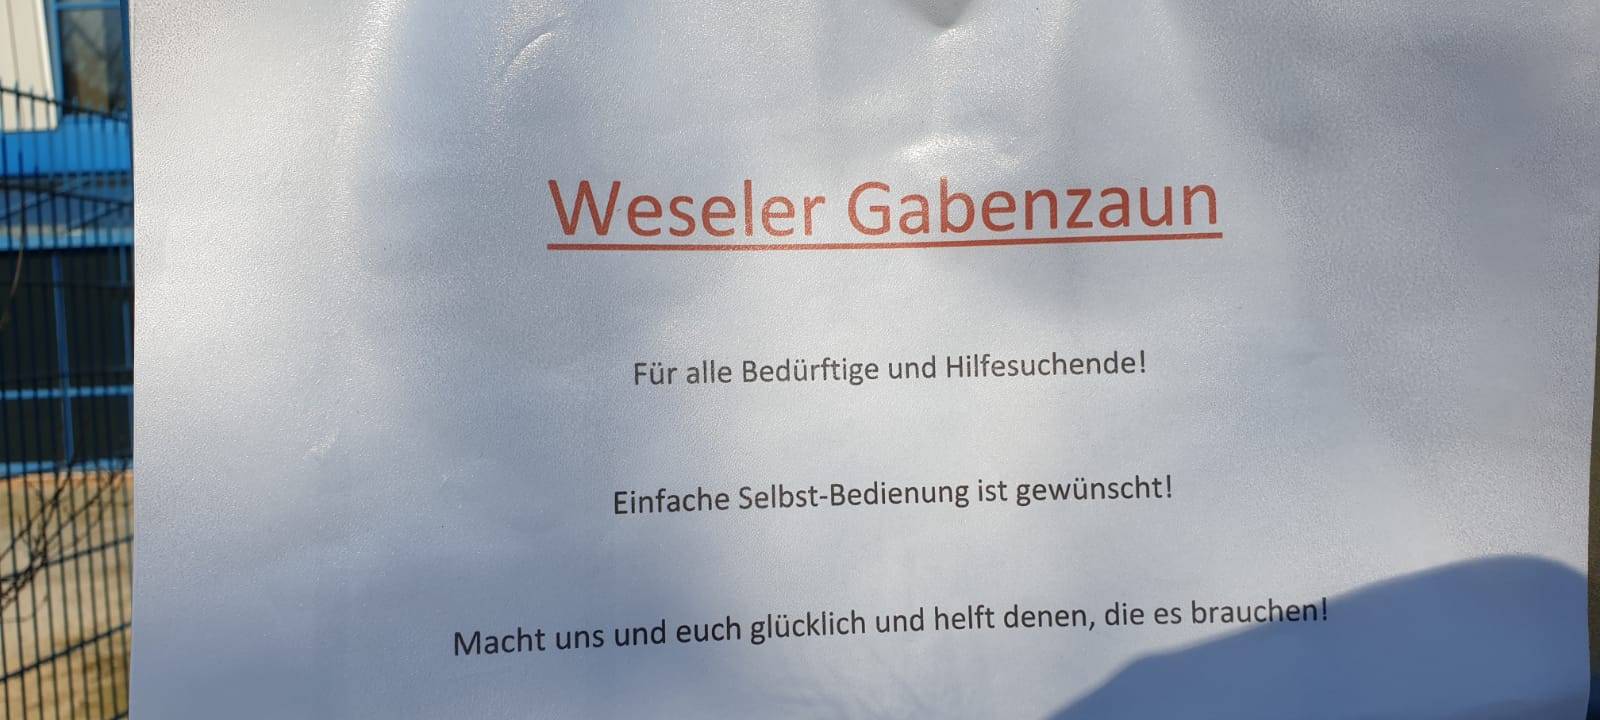 Weseler Gabenzaun
Für alle Bedürftige und Hilfesuchende!
Einfache Selbst-Bedienung ist gewünscht!
Macht uns und euch glücklich und helft denen, die es brauchen!